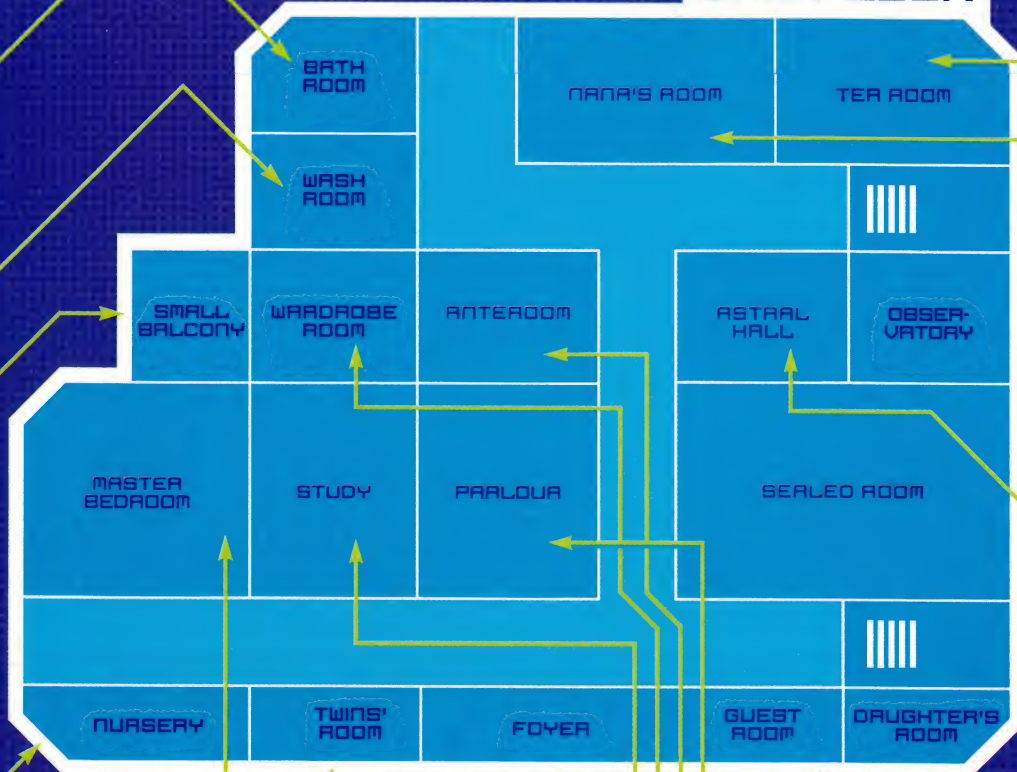 BATH
ROOM
NANA'S ROOM
TEA ROOM
WASH
ROOM
SMALL
BALCONY
WARDROBE
ROOM
ANTEROOM
ASTRAL
HALL
OBSER-
VATORY
MASTER
BEDROOM
STUDY
PARLOUR
SEALED ROOM
NURSERY
TWINS'
ROOM
FOYER
GUEST
ROOM
DAUGHTER'S
ROOM